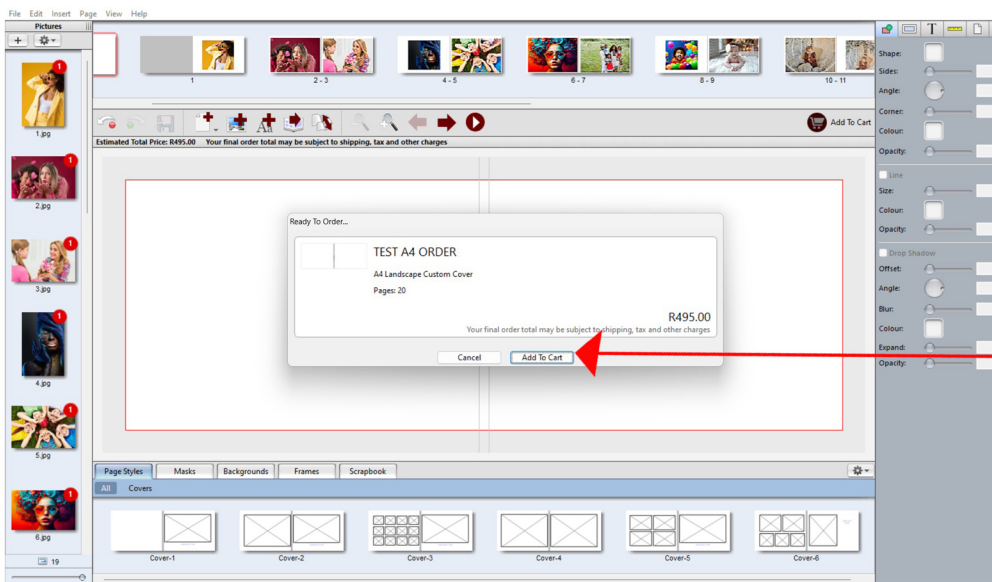 File Edit Insert Page View Help
Pictures
+
1
1.jpg
1
2.jpg
1
3.jpg
1
4.jpg
1
5.jpg
1
6.jpg
19
1
2 - 3
4 - 5
6 - 7
8 - 9
10 - 11
Add To Cart
Estimated Total Price: R495.00 Your final order total may be subject to shipping, tax and other charges
Ready To Order...
TEST A4 ORDER
A4 Landscape Custom Cover
Pages: 20
R495.00
Your final order total may be subject to shipping, tax and other charges
Cancel Add To Cart
Page Styles Masks Backgrounds Frames Scrapbook
All Covers
Cover-1 Cover-2 Cover-3 Cover-4 Cover-5 Cover-6
T
Shape:
Sides:
Angle:
Corner:
Colour:
Opacity:
Line
Size:
Colour:
Opacity:
Drop Shadow
Offset:
Angle:
Blur:
Colour:
Expand:
Opacity: